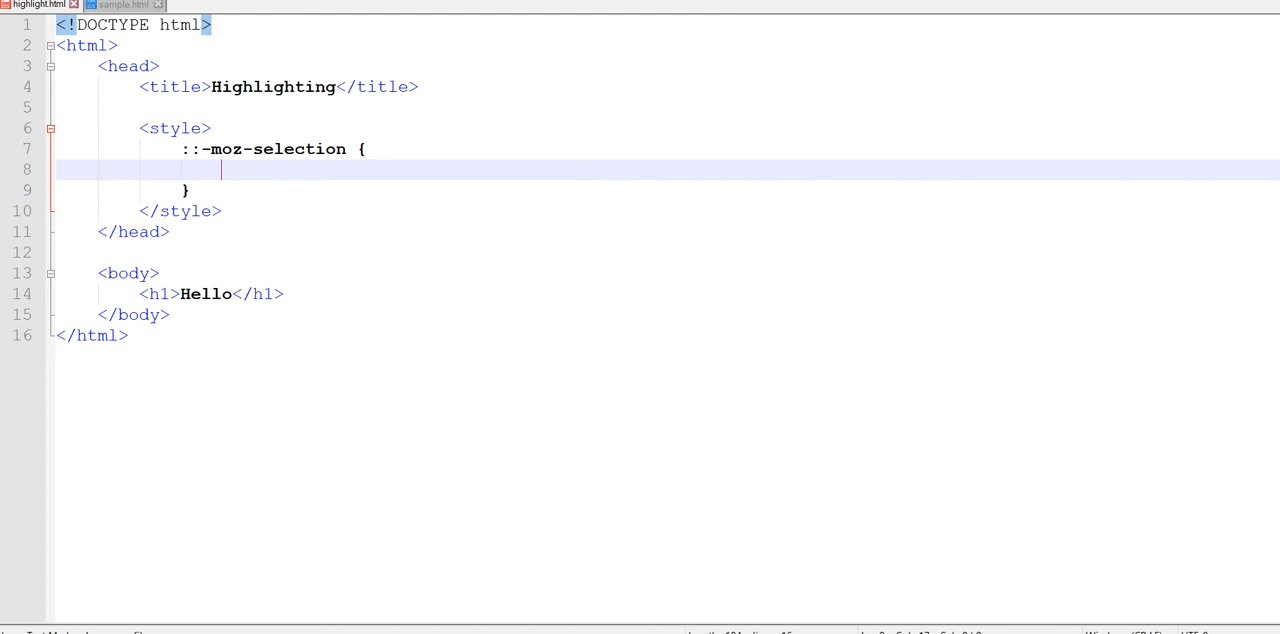 highlight.html sample.html
1 <!DOCTYPE html>
2 <html>
3 <head>
4 <title>Highlighting</title>
5
6 <style>
7 ::-moz-selection {
8
9 }
10 </style>
11 </head>
12
13 <body>
14 <h1>Hello</h1>
15 </body>
16 </html>